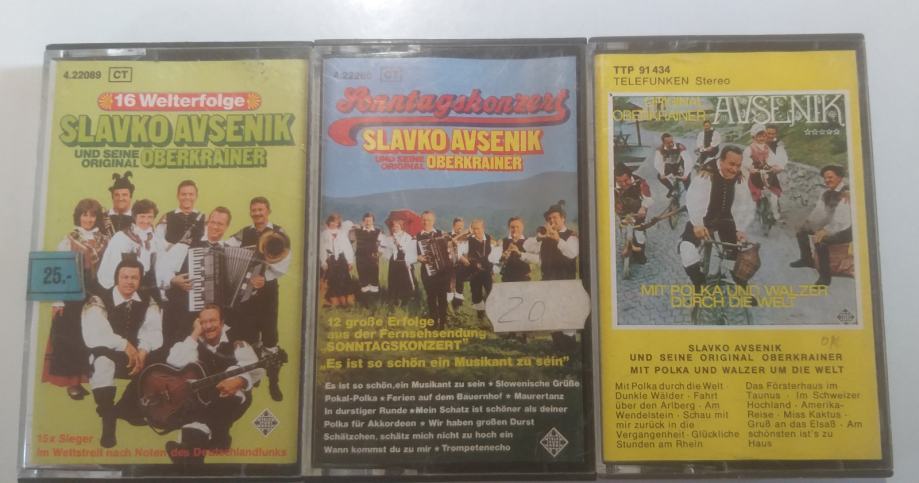 4.22089 CT
16 Welterfolge
SLAVKO AVSENIK
UND SEINE
ORIGINAL OBERKRAINER
25.-
15x Sieger
im Wettstreit nach Noten des Deutschlandfunks
CT
Sonntagskonzert
SLAVKO AVSENIK
UND SEINE
ORIGINAL OBERKRAINER
12 große Erfolge
aus der Fernsehsendung
„SONNTAGSKONZERT"
„Es ist so schön ein Musikant zu sein"
Es ist so schön,ein Musikant zu sein • Slowenische Grüße
Pokal-Polka • Ferien auf dem Bauernhof • Maurertanz
In durstiger Runde •Mein Schatz ist schöner als deiner
Polka für Akkordeon • Wir haben großen Durst
Schätzchen, schätz mich nicht zu hoch ein
Wann kommst du zu mir • Trompetenecho
TTP 91 434
TELEFUNKEN Stereo
ORIGINAL
OBERKRAINER AVSENIK
MIT POLKA UND WALZER
DURCH DIE WELT
OK
SLAVKO AVSENIK
UND SEINE ORIGINAL OBERKRAINER
MIT POLKA UND WALZER UM DIE WELT
Mit Polka durch die Welt
Dunkle Wälder · Fahrt
über den Arlberg · Am
Wendelstein · Schau mit
mir zurück in die
Vergangenheit · Glückliche
Stunden am Rhein
Das Försterhaus im
Taunus · Im Schweizer
Hochland · Amerika-
Reise · Miss Kaktus ·
Gruß an das Elsaß · Am
schönsten ist's zu
Haus